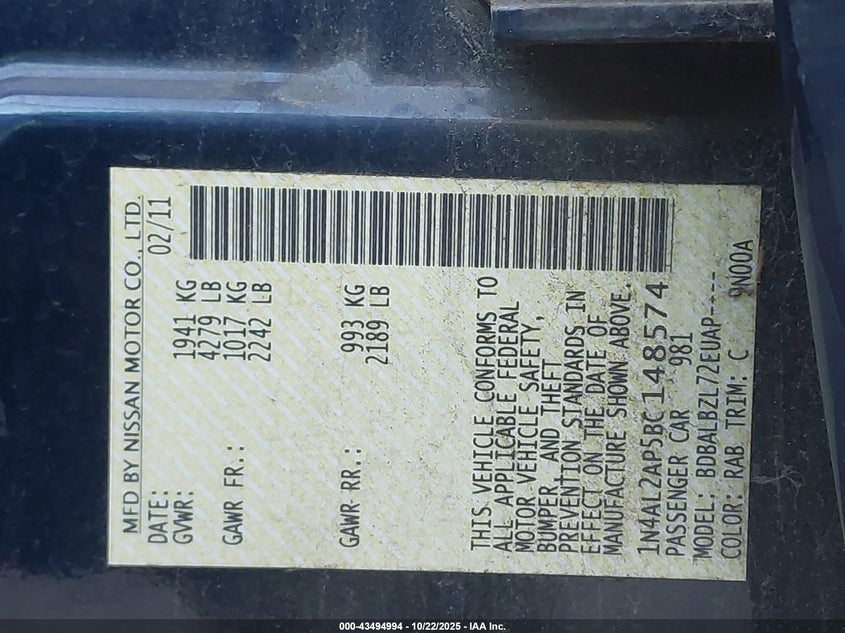 MFD BY NISSAN MOTOR CO., LTD.
DATE: 02/11
GVWR: 1941 KG
4279 LB
GAWR FR.: 1017 KG
2242 LB
GAWR RR.: 993 KG
2189 LB
THIS VEHICLE CONFORMS TO
ALL APPLICABLE FEDERAL
MOTOR VEHICLE SAFETY,
BUMPER, AND THEFT
PREVENTION STANDARDS IN
EFFECT ON THE DATE OF
MANUFACTURE SHOWN ABOVE.
1N4AL2AP5BC148574
PASSENGER CAR 981
MODEL: BDBALBZL72EUAP----
COLOR: RAB TRIM: C 9N00A
000-43494994 - 10/22/2025 - IAA Inc.